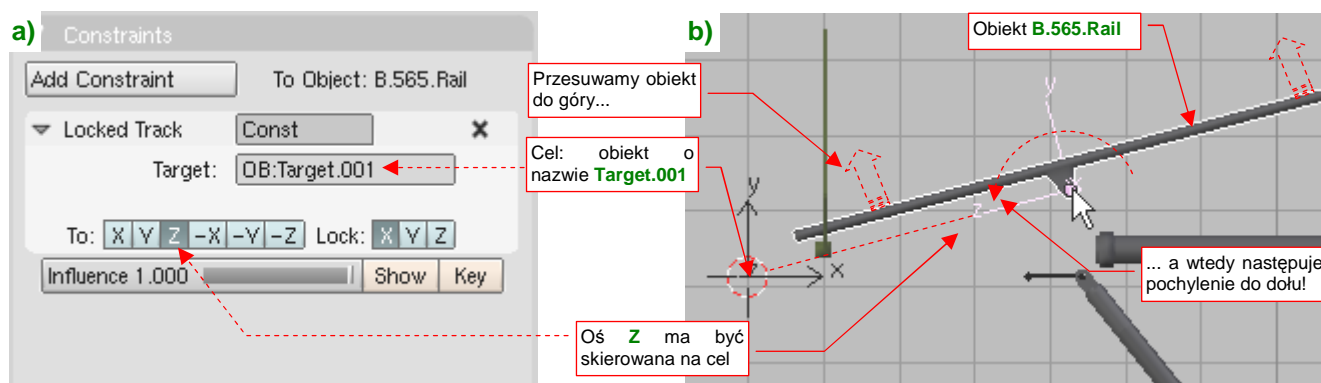 a)
Constraints
Add Constraint
To Object: B.565.Rail
Locked Track
Const
Target:
OB:Target.001
To: X Y Z -X -Y -Z Lock: X Y Z
Influence 1.000
Show
Key
Przesuwamy obiekt
do góry...
Cel: obiekt o
nazwie Target.001
Oś Z ma być
skierowana na cel
b)
Obiekt B.565.Rail
y
y
z
x
... a wtedy następuje
pochylenie do dołu!